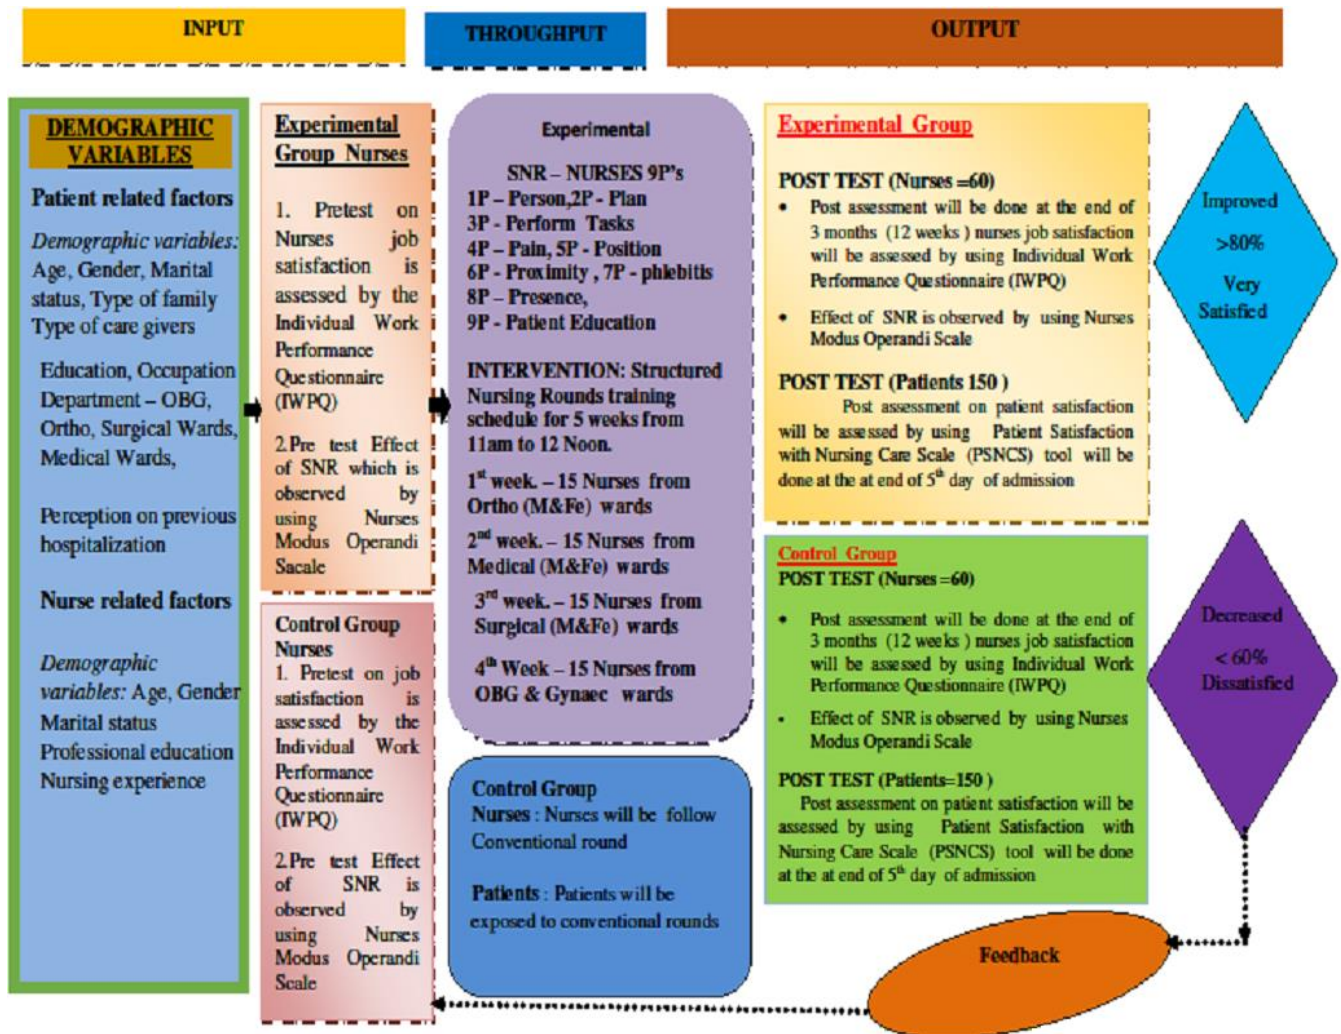 INPUT
THROUGHPUT
OUTPUT
DEMOGRAPHIC
VARIABLES
Patient related factors
Demographic variables:
Age, Gender, Marital
status, Type of family
Type of care givers
Education, Occupation
Department – OBG,
Ortho, Surgical Wards,
Medical Wards,
Perception on previous
hospitalization
Nurse related factors
Demographic
variables: Age, Gender
Marital status
Professional education
Nursing experience
Experimental
Group Nurses
1. Pretest on
Nurses job
satisfaction is
assessed by the
Individual Work
Performance
Questionnaire
(IWPQ)
2.Pre test Effect
of SNR which is
observed by
using Nurses
Modus Operandi
Sacale
Control Group
Nurses
1. Pretest on job
satisfaction is
assessed by the
Individual Work
Performance
Questionnaire
(IWPQ)
2.Pre test Effect
of SNR is
observed by
using Nurses
Modus Operandi
Scale
Experimental
SNR – NURSES 9P's
1P – Person,2P - Plan
3P - Perform Tasks
4P – Pain, 5P - Position
6P - Proximity , 7P - phlebitis
8P – Presence,
9P - Patient Education
INTERVENTION: Structured
Nursing Rounds training
schedule for 5 weeks from
11am to 12 Noon.
1st week. – 15 Nurses from
Ortho (M&Fe) wards
2nd week. – 15 Nurses from
Medical (M&Fe) wards
3rd week. – 15 Nurses from
Surgical (M&Fe) wards
4th Week – 15 Nurses from
OBG & Gynaec wards
Control Group
Nurses : Nurses will be follow
Conventional round
Patients : Patients will be
exposed to conventional rounds
Experimental Group
POST TEST (Nurses =60)
• Post assessment will be done at the end of
3 months (12 weeks ) nurses job satisfaction
will be assessed by using Individual Work
Performance Questionnaire (IWPQ)
• Effect of SNR is observed by using Nurses
Modus Operandi Scale
POST TEST (Patients 150 )
Post assessment on patient satisfaction
will be assessed by using Patient Satisfaction
with Nursing Care Scale (PSNCS) tool will be
done at the at end of 5th day of admission
Control Group
POST TEST (Nurses =60)
• Post assessment will be done at the end of
3 months (12 weeks ) nurses job satisfaction
will be assessed by using Individual Work
Performance Questionnaire (IWPQ)
• Effect of SNR is observed by using Nurses
Modus Operandi Scale
POST TEST (Patients=150 )
Post assessment on patient satisfaction will be
assessed by using Patient Satisfaction with
Nursing Care Scale (PSNCS) tool will be done
at the at end of 5th day of admission
Improved
>80%
Very
Satisfied
Decreased
< 60%
Dissatisfied
Feedback